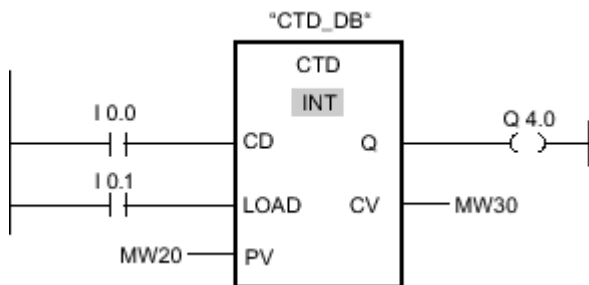 "CTD_DB"
CTD
INT
I 0.0
Q 4.0
CD
Q
I 0.1
LOAD
CV
MW30
MW20
PV